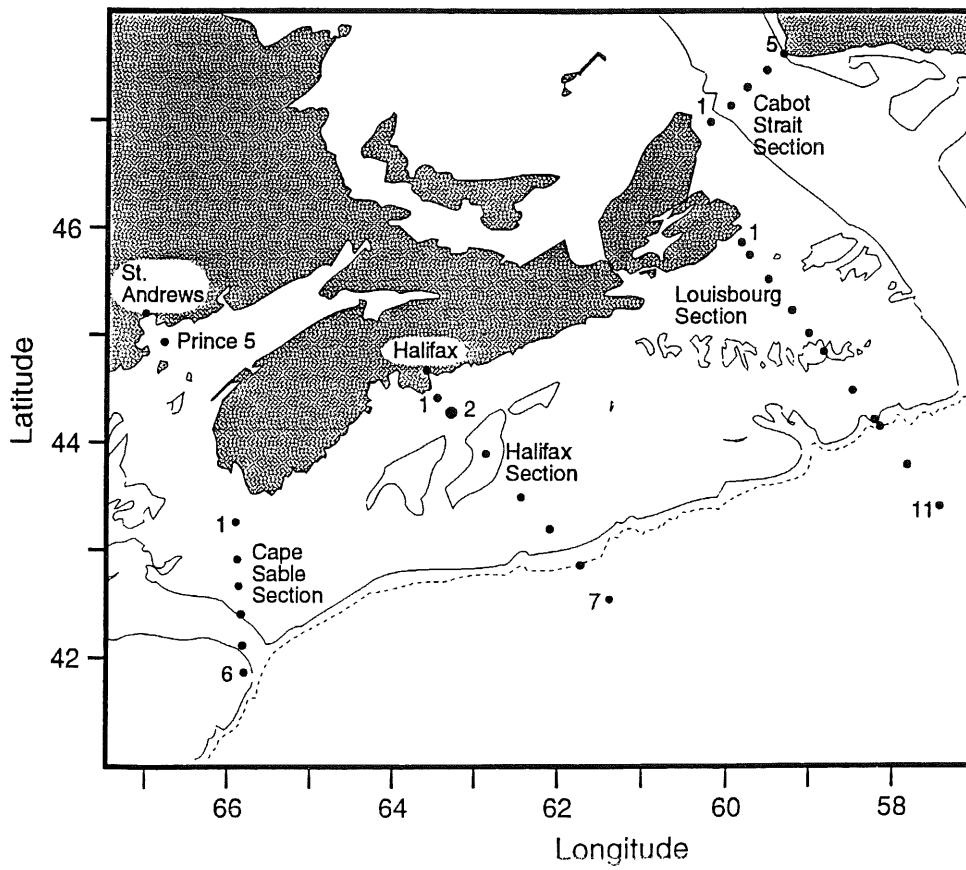 5
1
Cabot
Strait
Section
46
1
St.
Andrews
Louisbourg
Section
Prince 5
Halifax
1
2
Latitude
44
Halifax
Section
11
1
Cape
Sable
Section
7
42
6
66
64
62
60
58
Longitude